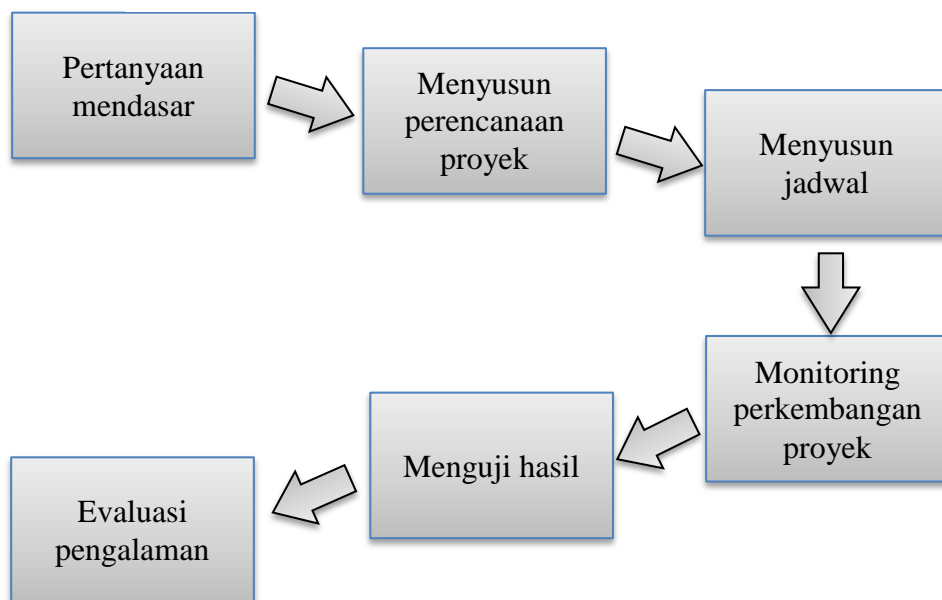 Pertanyaan
mendasar
Menyusun
perencanaan
proyek
Menyusun
jadwal
Monitoring
perkembangan
proyek
Menguji hasil
Evaluasi
pengalaman